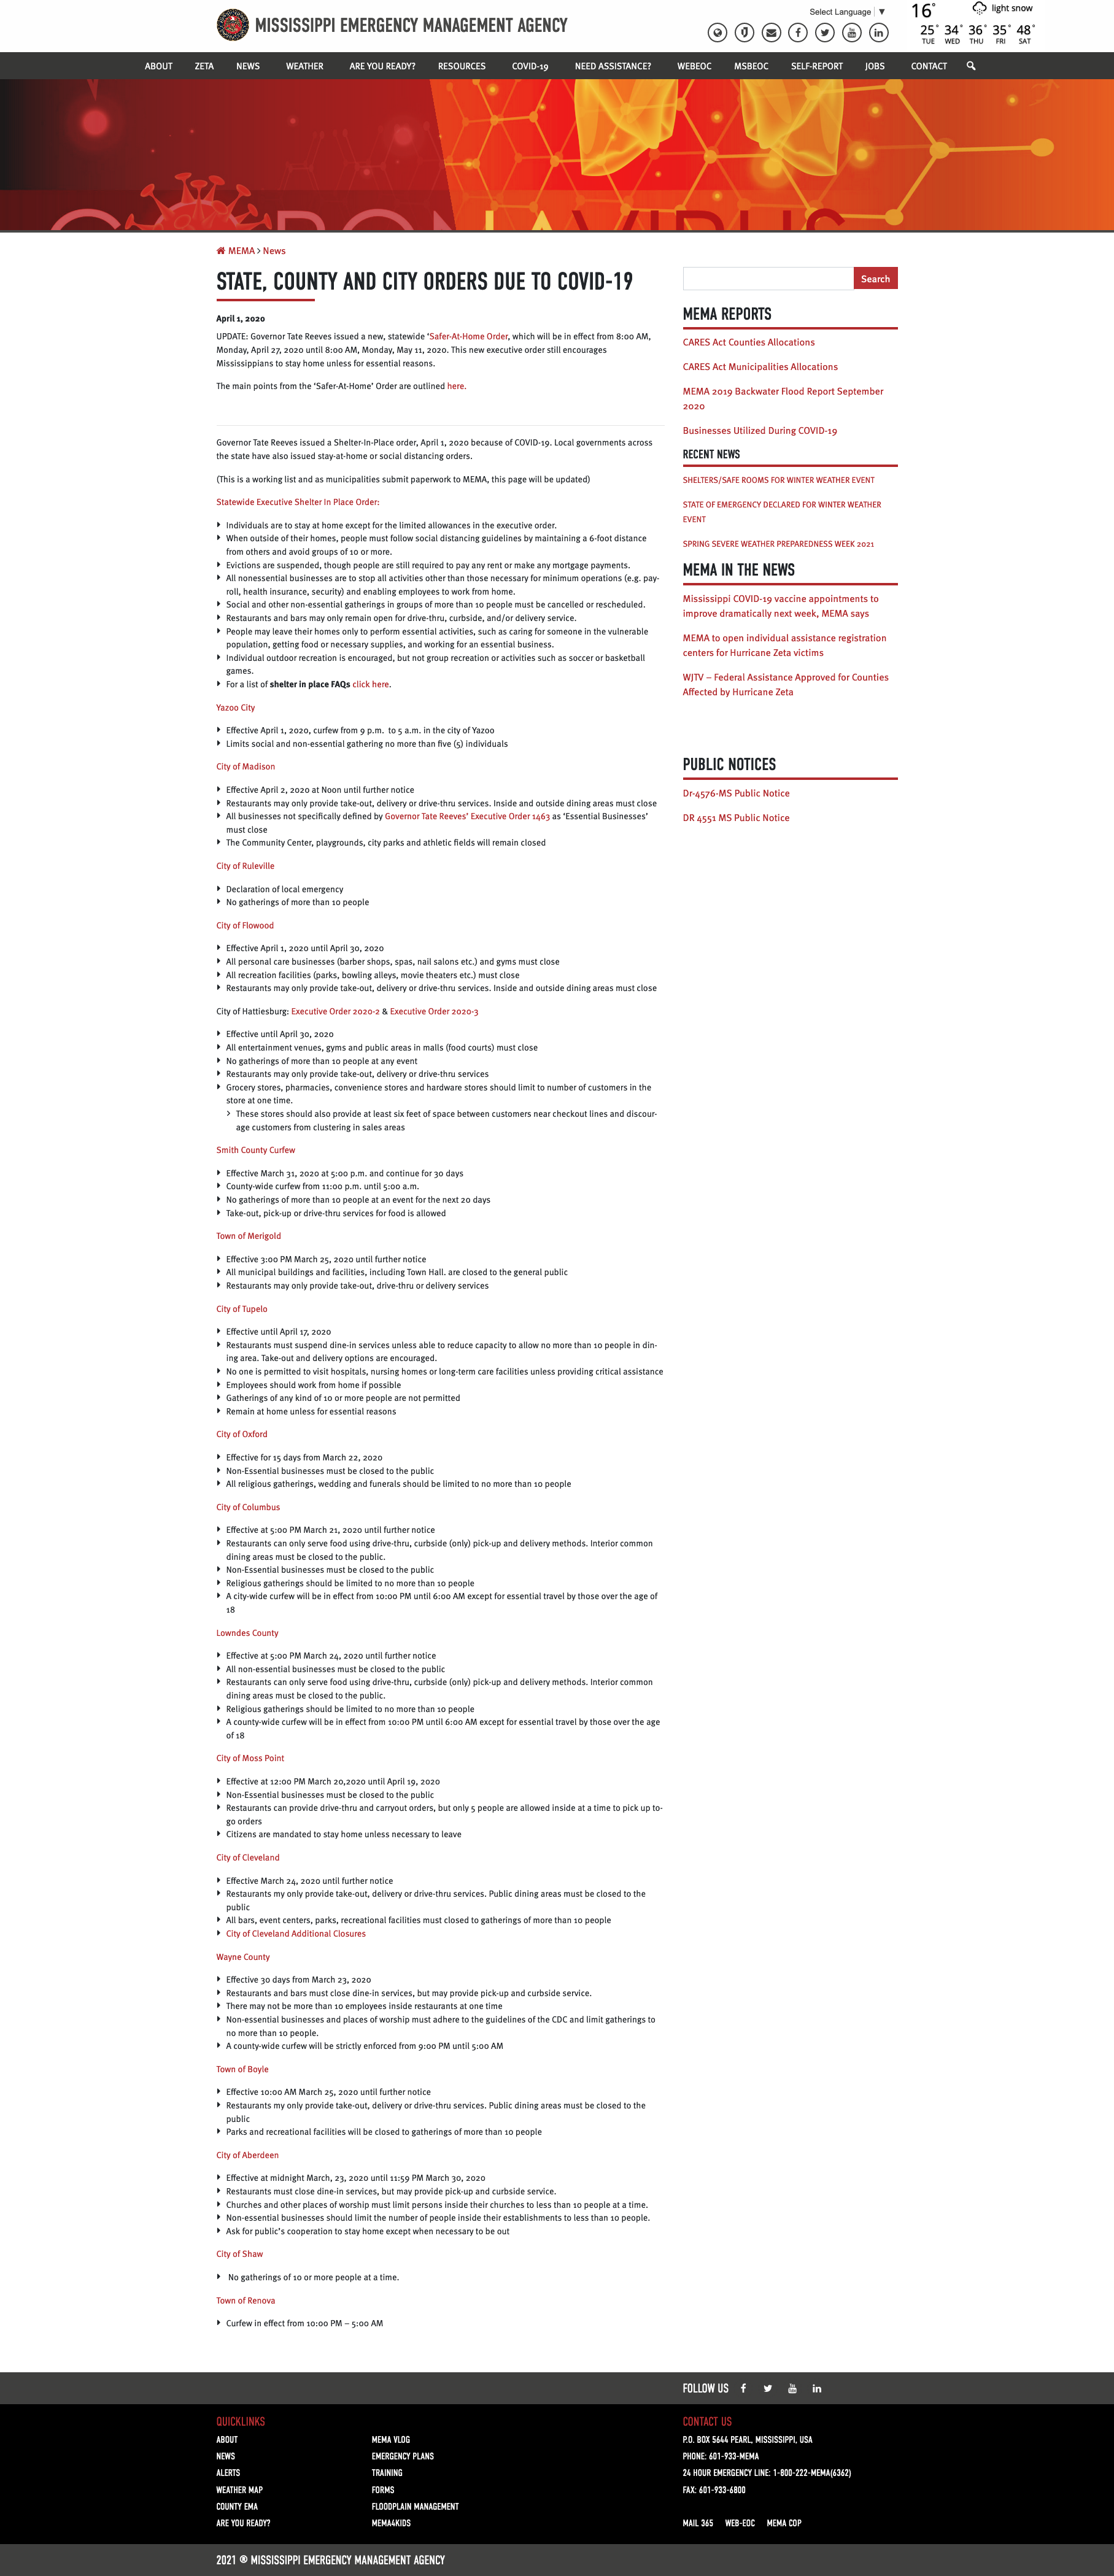 MISSISSIPPI EMERGENCY MANAGEMENT AGENCY
Select Language ▼
16°
light snow
25° 34° 36° 35° 48°
TUE WED THU FRI SAT
ABOUT ZETA NEWS WEATHER ARE YOU READY? RESOURCES COVID-19 NEED ASSISTANCE? WEBEOC MSBEOC SELF-REPORT JOBS CONTACT
CORONAVIRUS
MEMA > News
STATE, COUNTY AND CITY ORDERS DUE TO COVID-19
April 1, 2020
UPDATE: Governor Tate Reeves issued a new, statewide ‘Safer-At-Home Order, which will be in effect from 8:00 AM,
Monday, April 27, 2020 until 8:00 AM, Monday, May 11, 2020. This new executive order still encourages
Mississippians to stay home unless for essential reasons.
The main points from the ‘Safer-At-Home’ Order are outlined here.
Governor Tate Reeves issued a Shelter-In-Place order, April 1, 2020 because of COVID-19. Local governments across
the state have also issued stay-at-home or social distancing orders.
(This is a working list and as municipalities submit paperwork to MEMA, this page will be updated)
Statewide Executive Shelter In Place Order:
Individuals are to stay at home except for the limited allowances in the executive order.
When outside of their homes, people must follow social distancing guidelines by maintaining a 6-foot distance
from others and avoid groups of 10 or more.
Evictions are suspended, though people are still required to pay any rent or make any mortgage payments.
All nonessential businesses are to stop all activities other than those necessary for minimum operations (e.g. pay-
roll, health insurance, security) and enabling employees to work from home.
Social and other non-essential gatherings in groups of more than 10 people must be cancelled or rescheduled.
Restaurants and bars may only remain open for drive-thru, curbside, and/or delivery service.
People may leave their homes only to perform essential activities, such as caring for someone in the vulnerable
population, getting food or necessary supplies, and working for an essential business.
Individual outdoor recreation is encouraged, but not group recreation or activities such as soccer or basketball
games.
For a list of shelter in place FAQs click here.
Yazoo City
Effective April 1, 2020, curfew from 9 p.m. to 5 a.m. in the city of Yazoo
Limits social and non-essential gathering no more than five (5) individuals
City of Madison
Effective April 2, 2020 at Noon until further notice
Restaurants may only provide take-out, delivery or drive-thru services. Inside and outside dining areas must close
All businesses not specifically defined by Governor Tate Reeves’ Executive Order 1463 as ‘Essential Businesses’
must close
The Community Center, playgrounds, city parks and athletic fields will remain closed
City of Ruleville
Declaration of local emergency
No gatherings of more than 10 people
City of Flowood
Effective April 1, 2020 until April 30, 2020
All personal care businesses (barber shops, spas, nail salons etc.) and gyms must close
All recreation facilities (parks, bowling alleys, movie theaters etc.) must close
Restaurants may only provide take-out, delivery or drive-thru services. Inside and outside dining areas must close
City of Hattiesburg: Executive Order 2020-2 & Executive Order 2020-3
Effective until April 30, 2020
All entertainment venues, gyms and public areas in malls (food courts) must close
No gatherings of more than 10 people at any event
Restaurants may only provide take-out, delivery or drive-thru services
Grocery stores, pharmacies, convenience stores and hardware stores should limit to number of customers in the
store at one time.
These stores should also provide at least six feet of space between customers near checkout lines and discour-
age customers from clustering in sales areas
Smith County Curfew
Effective March 31, 2020 at 5:00 p.m. and continue for 30 days
County-wide curfew from 11:00 p.m. until 5:00 a.m.
No gatherings of more than 10 people at an event for the next 20 days
Take-out, pick-up or drive-thru services for food is allowed
Town of Merigold
Effective 3:00 PM March 25, 2020 until further notice
All municipal buildings and facilities, including Town Hall. are closed to the general public
Restaurants may only provide take-out, drive-thru or delivery services
City of Tupelo
Effective until April 17, 2020
Restaurants must suspend dine-in services unless able to reduce capacity to allow no more than 10 people in din-
ing area. Take-out and delivery options are encouraged.
No one is permitted to visit hospitals, nursing homes or long-term care facilities unless providing critical assistance
Employees should work from home if possible
Gatherings of any kind of 10 or more people are not permitted
Remain at home unless for essential reasons
City of Oxford
Effective for 15 days from March 22, 2020
Non-Essential businesses must be closed to the public
All religious gatherings, wedding and funerals should be limited to no more than 10 people
City of Columbus
Effective at 5:00 PM March 21, 2020 until further notice
Restaurants can only serve food using drive-thru, curbside (only) pick-up and delivery methods. Interior common
dining areas must be closed to the public.
Non-Essential businesses must be closed to the public
Religious gatherings should be limited to no more than 10 people
A city-wide curfew will be in effect from 10:00 PM until 6:00 AM except for essential travel by those over the age of
18
Lowndes County
Effective at 5:00 PM March 24, 2020 until further notice
All non-essential businesses must be closed to the public
Restaurants can only serve food using drive-thru, curbside (only) pick-up and delivery methods. Interior common
dining areas must be closed to the public.
Religious gatherings should be limited to no more than 10 people
A county-wide curfew will be in effect from 10:00 PM until 6:00 AM except for essential travel by those over the age
of 18
City of Moss Point
Effective at 12:00 PM March 20,2020 until April 19, 2020
Non-Essential businesses must be closed to the public
Restaurants can provide drive-thru and carryout orders, but only 5 people are allowed inside at a time to pick up to-
go orders
Citizens are mandated to stay home unless necessary to leave
City of Cleveland
Effective March 24, 2020 until further notice
Restaurants my only provide take-out, delivery or drive-thru services. Public dining areas must be closed to the
public
All bars, event centers, parks, recreational facilities must closed to gatherings of more than 10 people
City of Cleveland Additional Closures
Wayne County
Effective 30 days from March 23, 2020
Restaurants and bars must close dine-in services, but may provide pick-up and curbside service.
There may not be more than 10 employees inside restaurants at one time
Non-essential businesses and places of worship must adhere to the guidelines of the CDC and limit gatherings to
no more than 10 people.
A county-wide curfew will be strictly enforced from 9:00 PM until 5:00 AM
Town of Boyle
Effective 10:00 AM March 25, 2020 until further notice
Restaurants my only provide take-out, delivery or drive-thru services. Public dining areas must be closed to the
public
Parks and recreational facilities will be closed to gatherings of more than 10 people
City of Aberdeen
Effective at midnight March, 23, 2020 until 11:59 PM March 30, 2020
Restaurants must close dine-in services, but may provide pick-up and curbside service.
Churches and other places of worship must limit persons inside their churches to less than 10 people at a time.
Non-essential businesses should limit the number of people inside their establishments to less than 10 people.
Ask for public’s cooperation to stay home except when necessary to be out
City of Shaw
No gatherings of 10 or more people at a time.
Town of Renova
Curfew in effect from 10:00 PM – 5:00 AM
Search
MEMA REPORTS
CARES Act Counties Allocations
CARES Act Municipalities Allocations
MEMA 2019 Backwater Flood Report September
2020
Businesses Utilized During COVID-19
RECENT NEWS
SHELTERS/SAFE ROOMS FOR WINTER WEATHER EVENT
STATE OF EMERGENCY DECLARED FOR WINTER WEATHER
EVENT
SPRING SEVERE WEATHER PREPAREDNESS WEEK 2021
MEMA IN THE NEWS
Mississippi COVID-19 vaccine appointments to
improve dramatically next week, MEMA says
MEMA to open individual assistance registration
centers for Hurricane Zeta victims
WJTV – Federal Assistance Approved for Counties
Affected by Hurricane Zeta
PUBLIC NOTICES
Dr-4576-MS Public Notice
DR 4551 MS Public Notice
FOLLOW US
QUICKLINKS
ABOUT
NEWS
ALERTS
WEATHER MAP
COUNTY EMA
ARE YOU READY?
MEMA VLOG
EMERGENCY PLANS
TRAINING
FORMS
FLOODPLAIN MANAGEMENT
MEMA4KIDS
CONTACT US
P.O. BOX 5644 PEARL, MISSISSIPPI, USA
PHONE: 601-933-MEMA
24 HOUR EMERGENCY LINE: 1-800-222-MEMA(6362)
FAX: 601-933-6800
MAIL 365 WEB-EOC MEMA COP
2021 ® MISSISSIPPI EMERGENCY MANAGEMENT AGENCY